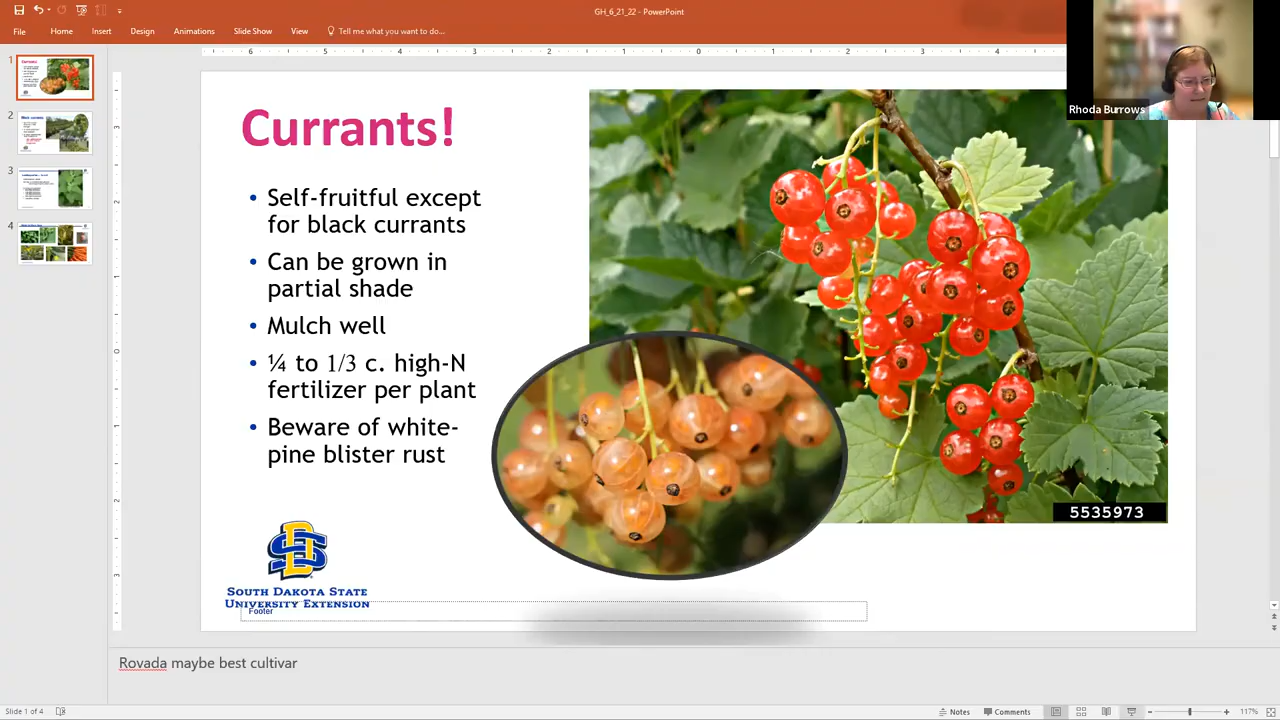 GH_6_21_22 - PowerPoint
File Home Insert Design Animations Slide Show View Tell me what you want to do...
Rhoda Burrows
Currants!
• Self-fruitful except
for black currants
• Can be grown in
partial shade
• Mulch well
• ¼ to 1/3 c. high-N
fertilizer per plant
• Beware of white-
pine blister rust
5535973
SOUTH DAKOTA STATE
UNIVERSITY EXTENSION
Footer
Rovada maybe best cultivar
Slide 1 of 4
Notes Comments 117%